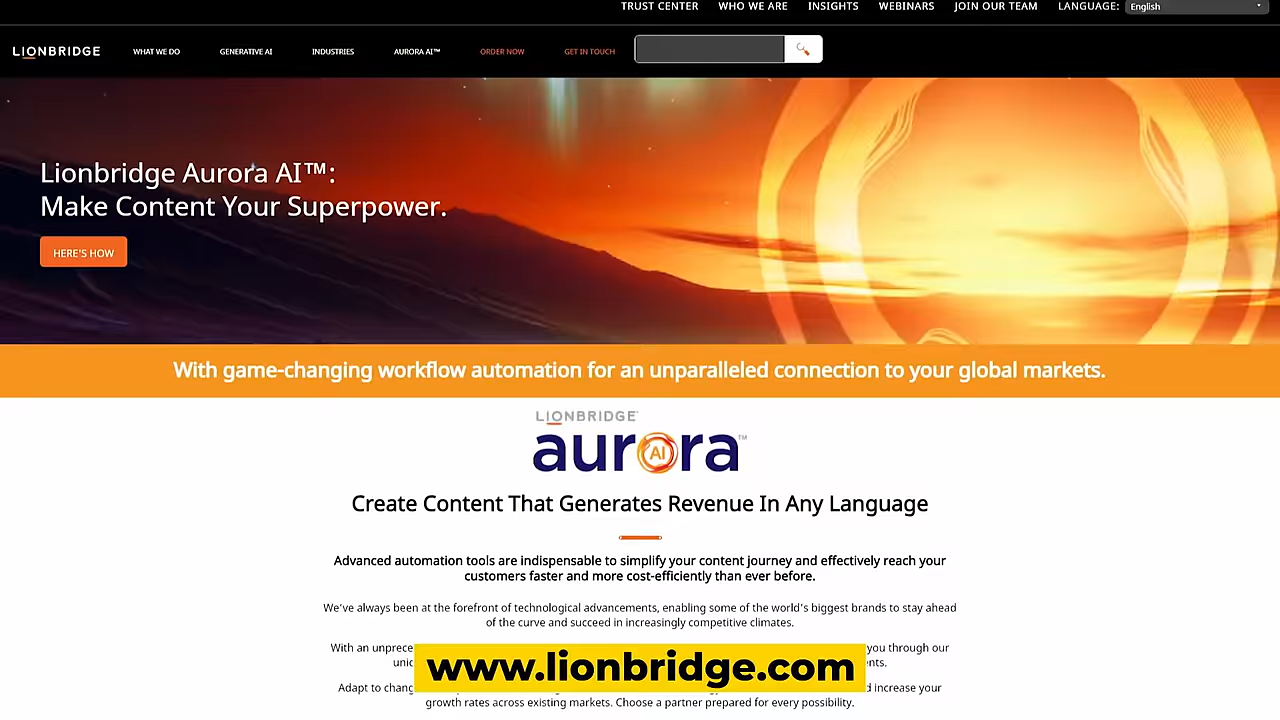 TRUST CENTER WHO WE ARE INSIGHTS WEBINARS JOIN OUR TEAM LANGUAGE: English
LIONBRIDGE WHAT WE DO GENERATIVE AI INDUSTRIES AURORA AI™ ORDER NOW GET IN TOUCH
Lionbridge Aurora AI™:
Make Content Your Superpower.
HERE'S HOW
With game-changing workflow automation for an unparalleled connection to your global markets.
LIONBRIDGE
aurora™
AI
Create Content That Generates Revenue In Any Language
Advanced automation tools are indispensable to simplify your content journey and effectively reach your
customers faster and more cost-efficiently than ever before.
We've always been at the forefront of technological advancements, enabling some of the world's biggest brands to stay ahead
of the curve and succeed in increasingly competitive climates.
With an you through our
www.lionbridge.com
Adapt to increase your
growth rates across existing markets. Choose a partner prepared for every possibility.